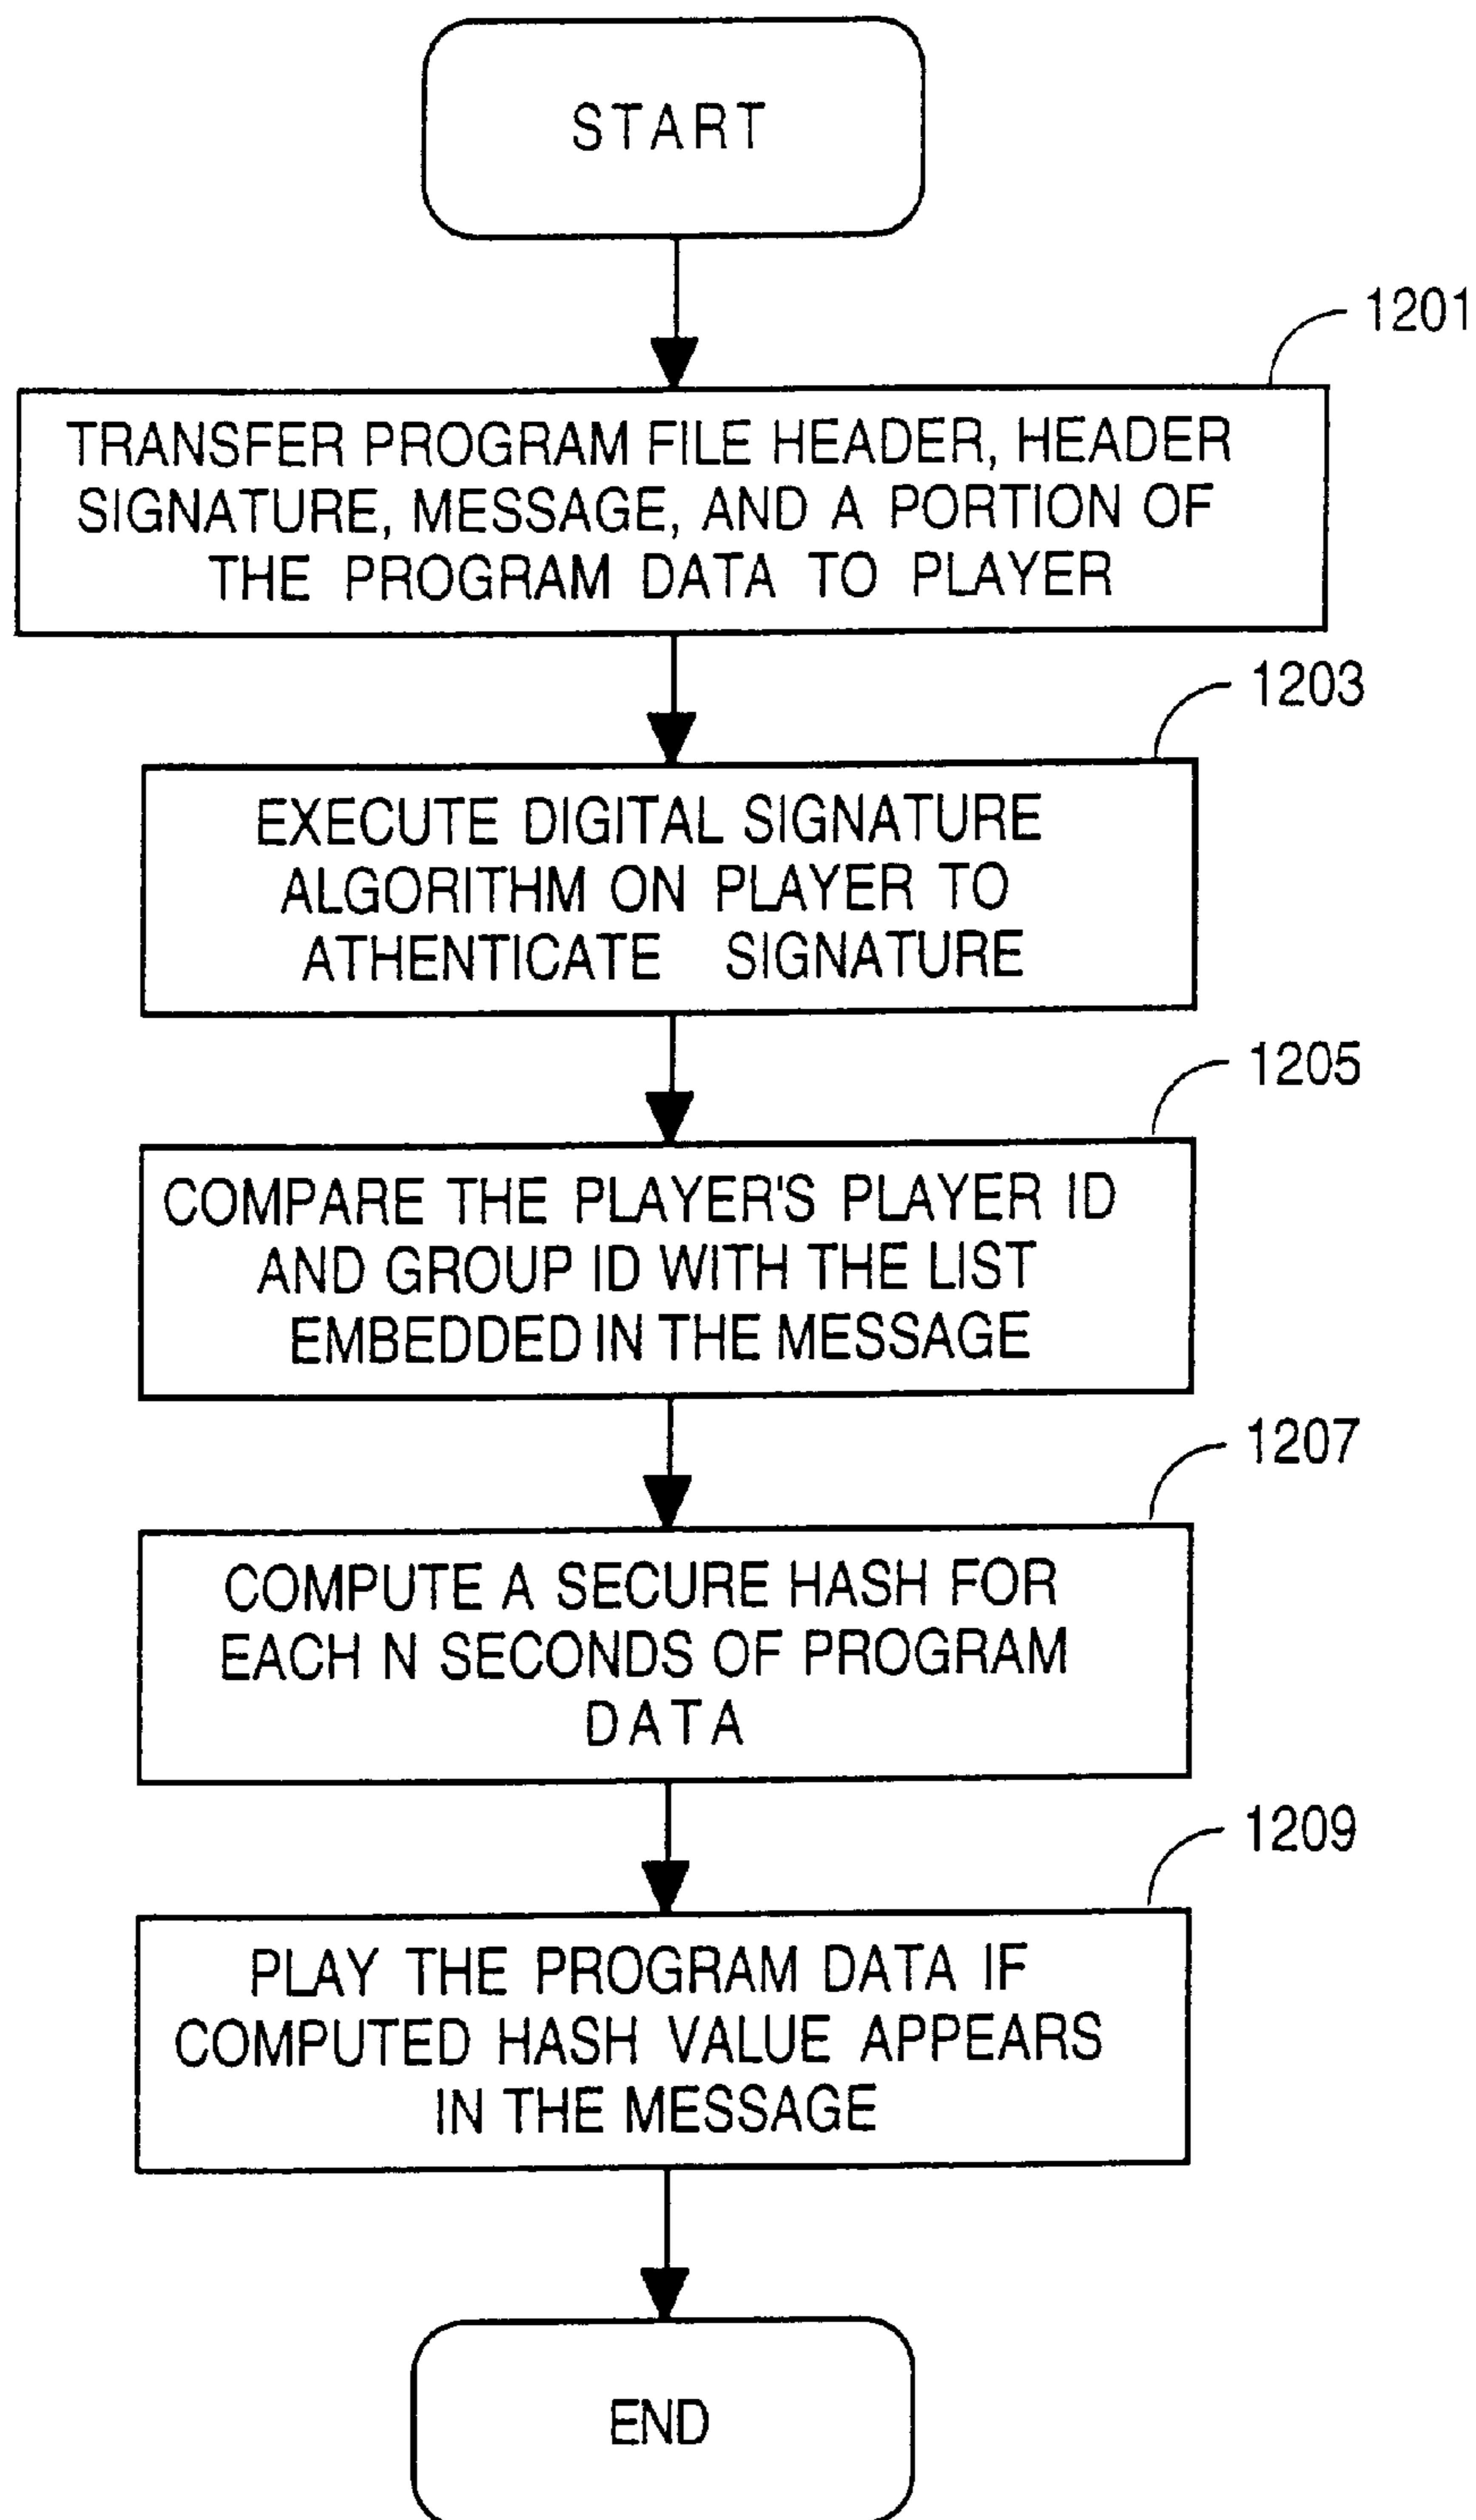 START
1201
TRANSFER PROGRAM FILE HEADER, HEADER
SIGNATURE, MESSAGE, AND A PORTION OF
THE PROGRAM DATA TO PLAYER
1203
EXECUTE DIGITAL SIGNATURE
ALGORITHM ON PLAYER TO
ATHENTICATE SIGNATURE
1205
COMPARE THE PLAYER'S PLAYER ID
AND GROUP ID WITH THE LIST
EMBEDDED IN THE MESSAGE
1207
COMPUTE A SECURE HASH FOR
EACH N SECONDS OF PROGRAM
DATA
1209
PLAY THE PROGRAM DATA IF
COMPUTED HASH VALUE APPEARS
IN THE MESSAGE
END